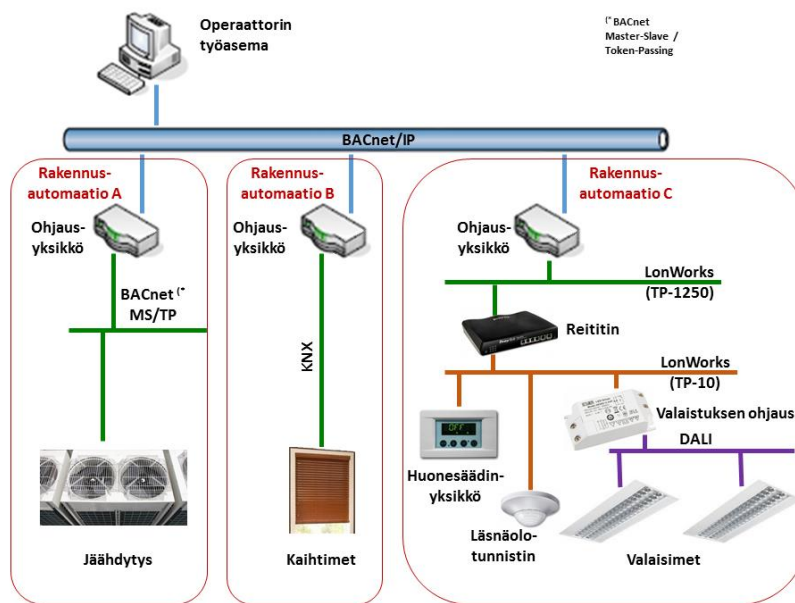 Operaattorin
työasema
(* BACnet
Master-Slave /
Token-Passing
BACnet/IP
Rakennus-
automaatio A
Ohjaus-
yksikkö
BACnet (*
MS/TP
Jäähdytys
Rakennus-
automaatio B
Ohjaus-
yksikkö
KNX
Kaihtimet
Rakennus-
automaatio C
Ohjaus-
yksikkö
LonWorks
(TP-1250)
Reititin
LonWorks
(TP-10)
Valaistuksen ohjaus
DALI
OFF
Huonesäädin-
yksikkö
Läsnäolo-
tunnistin
Valaisimet